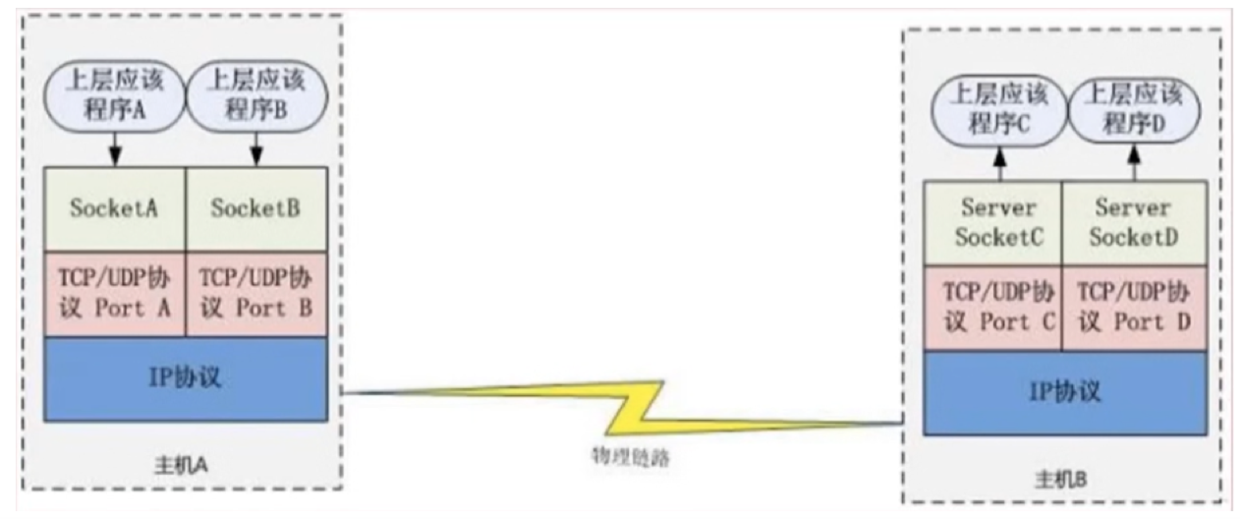 上层应该
程序A
上层应该
程序B
SocketA
SocketB
TCP/UDP协
议 Port A
TCP/UDP协
议 Port B
IP协议
主机A
物理链路
上层应该
程序C
上层应该
程序D
Server
SocketC
Server
SocketD
TCP/UDP协
议 Port C
TCP/UDP协
议 Port D
IP协议
主机B